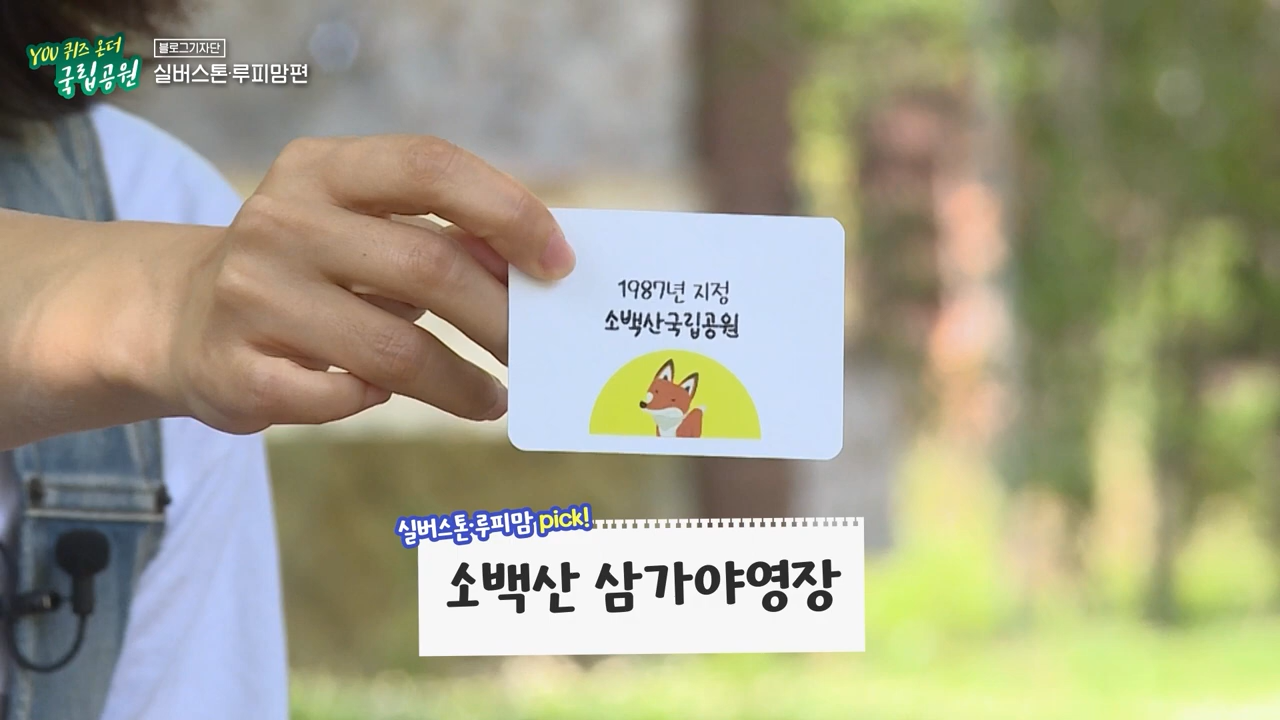 YOU 퀴즈 온더
국립공원
블로그기자단
실버스톤·루피맘편
1987년 지정
소백산국립공원
실버스톤·루피맘 pick!
소백산 삼가야영장